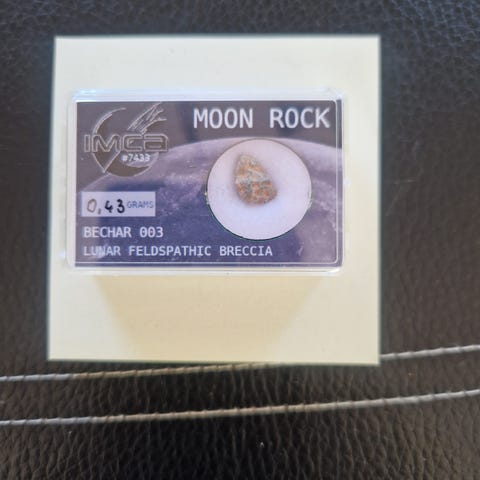 MOON ROCK
IMCA
#7433
0,43 GRAMS
BECHAR 003
LUNAR FELDSPATHIC BRECCIA